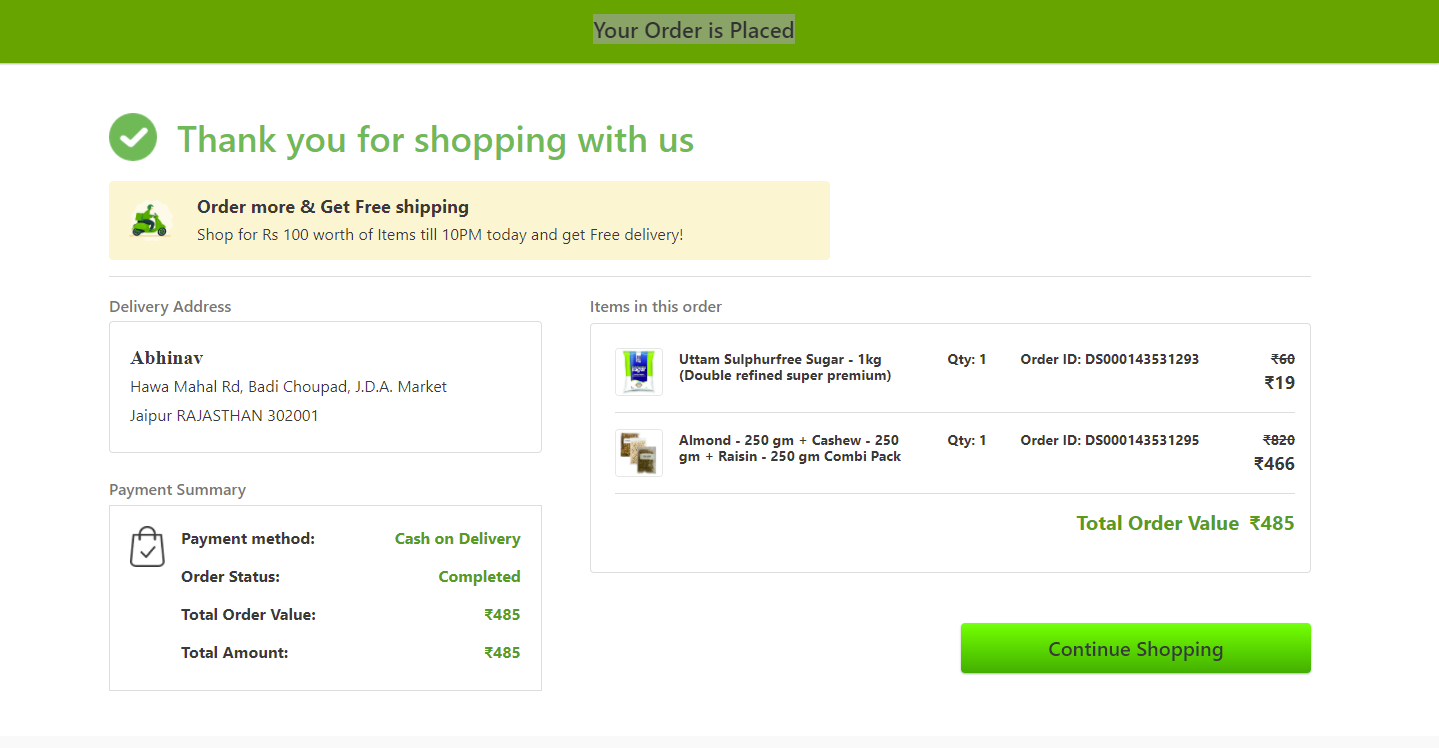 Your Order is Placed
Thank you for shopping with us
Order more & Get Free shipping
Shop for Rs 100 worth of Items till 10PM today and get Free delivery!
Delivery Address
Abhinav
Hawa Mahal Rd, Badi Choupad, J.D.A. Market
Jaipur RAJASTHAN 302001
Payment Summary
Payment method: Cash on Delivery
Order Status: Completed
Total Order Value: ₹485
Total Amount: ₹485
Items in this order
Uttam Sulphurfree Sugar - 1kg Qty: 1 Order ID: DS000143531293 ₹60
(Double refined super premium) ₹19
Almond - 250 gm + Cashew - 250 Qty: 1 Order ID: DS000143531295 ₹820
gm + Raisin - 250 gm Combi Pack ₹466
Total Order Value ₹485
Continue Shopping